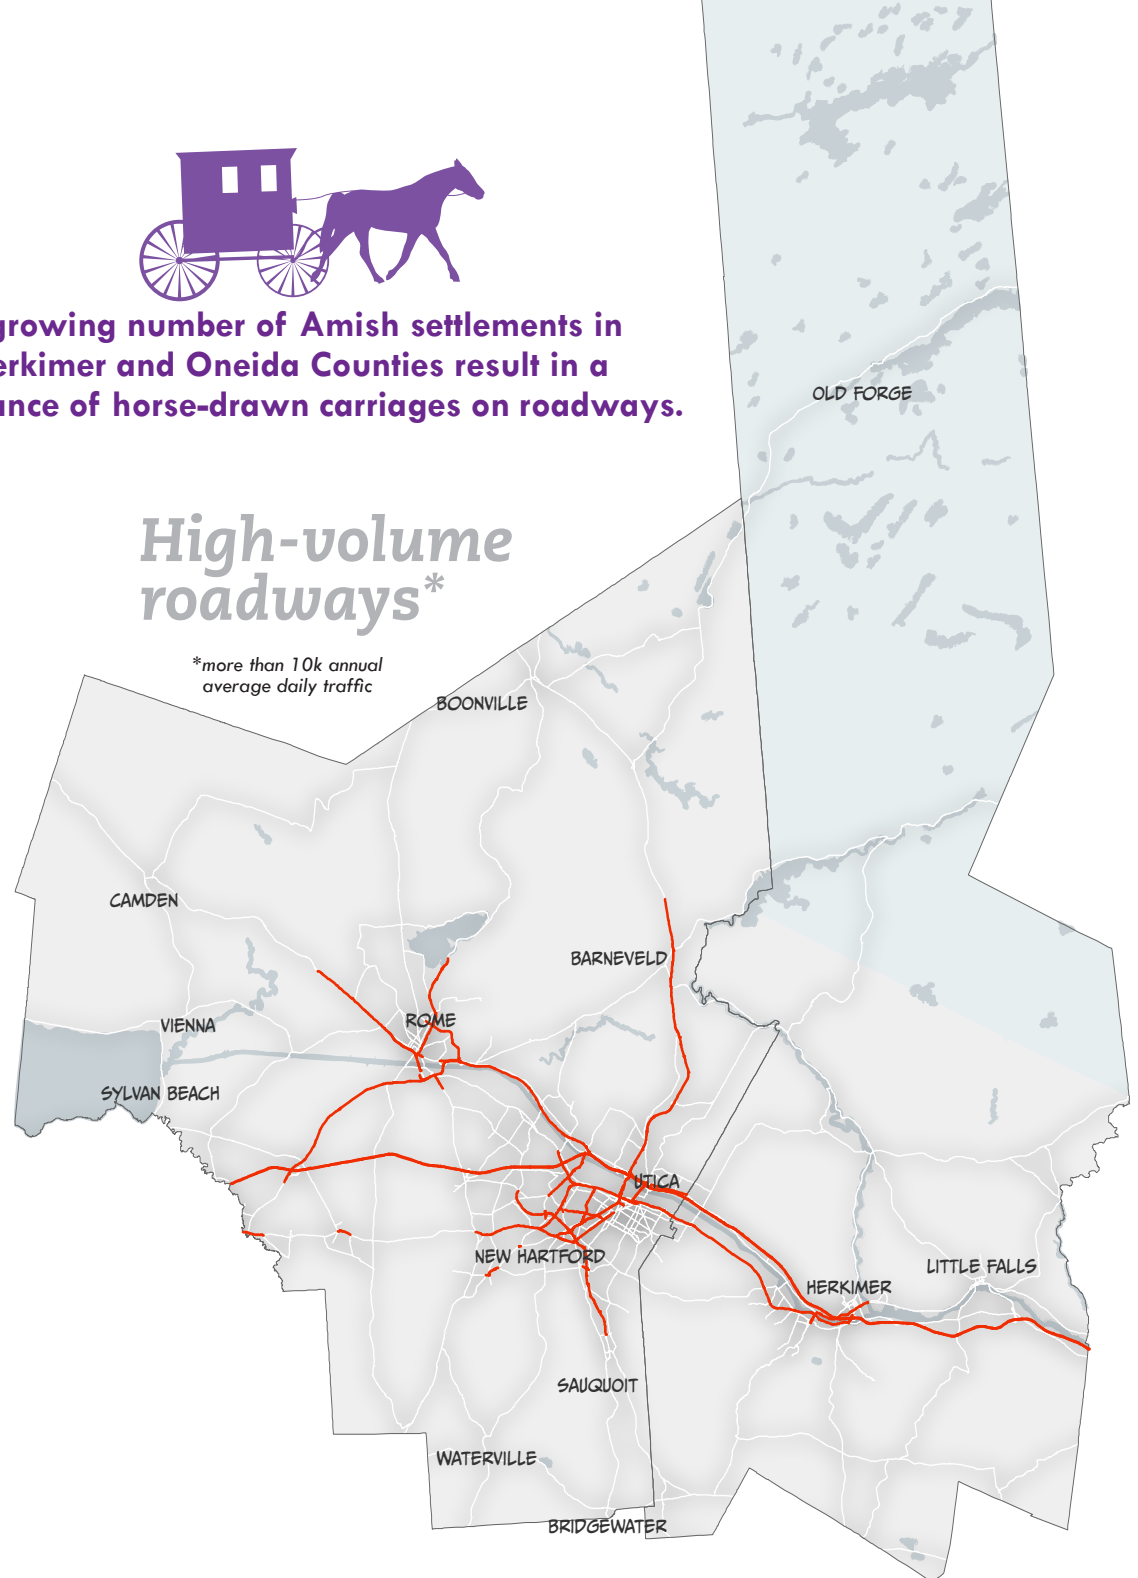 growing number of Amish settlements in
erkimer and Oneida Counties result in a
ance of horse-drawn carriages on roadways.
High-volume
roadways*
*more than 10k annual
average daily traffic
OLD FORGE
BOONVILLE
CAMDEN
BARNEVELD
VIENNA
ROME
SYLVAN BEACH
UTICA
NEW HARTFORD
LITTLE FALLS
HERKIMER
SAUQUOIT
WATERVILLE
BRIDGEWATER